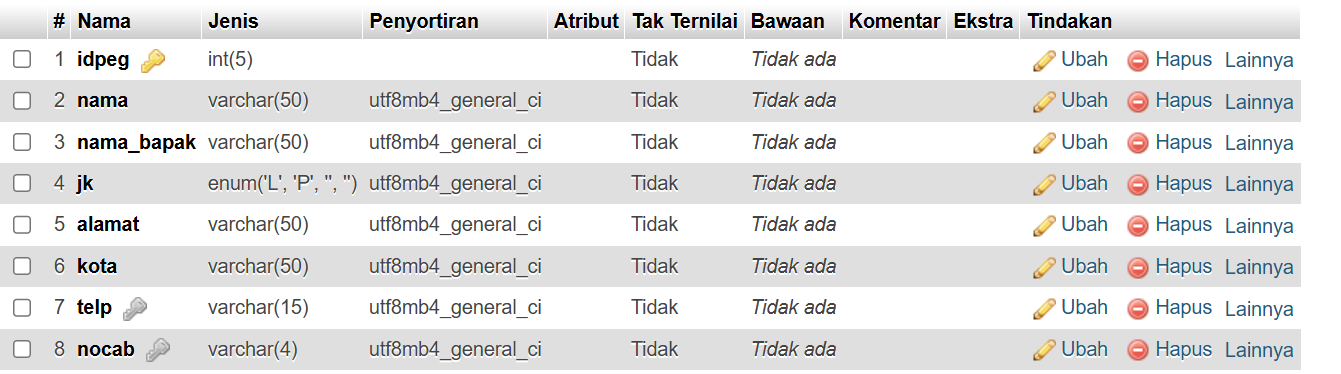 # Nama Jenis Penyortiran Atribut Tak Ternilai Bawaan Komentar Ekstra Tindakan
1 idpeg int(5) Tidak Tidak ada Ubah Hapus Lainnya
2 nama varchar(50) utf8mb4_general_ci Tidak Tidak ada Ubah Hapus Lainnya
3 nama_bapak varchar(50) utf8mb4_general_ci Tidak Tidak ada Ubah Hapus Lainnya
4 jk enum('L', 'P', '', '') utf8mb4_general_ci Tidak Tidak ada Ubah Hapus Lainnya
5 alamat varchar(50) utf8mb4_general_ci Tidak Tidak ada Ubah Hapus Lainnya
6 kota varchar(50) utf8mb4_general_ci Tidak Tidak ada Ubah Hapus Lainnya
7 telp varchar(15) utf8mb4_general_ci Tidak Tidak ada Ubah Hapus Lainnya
8 nocab varchar(4) utf8mb4_general_ci Tidak Tidak ada Ubah Hapus Lainnya